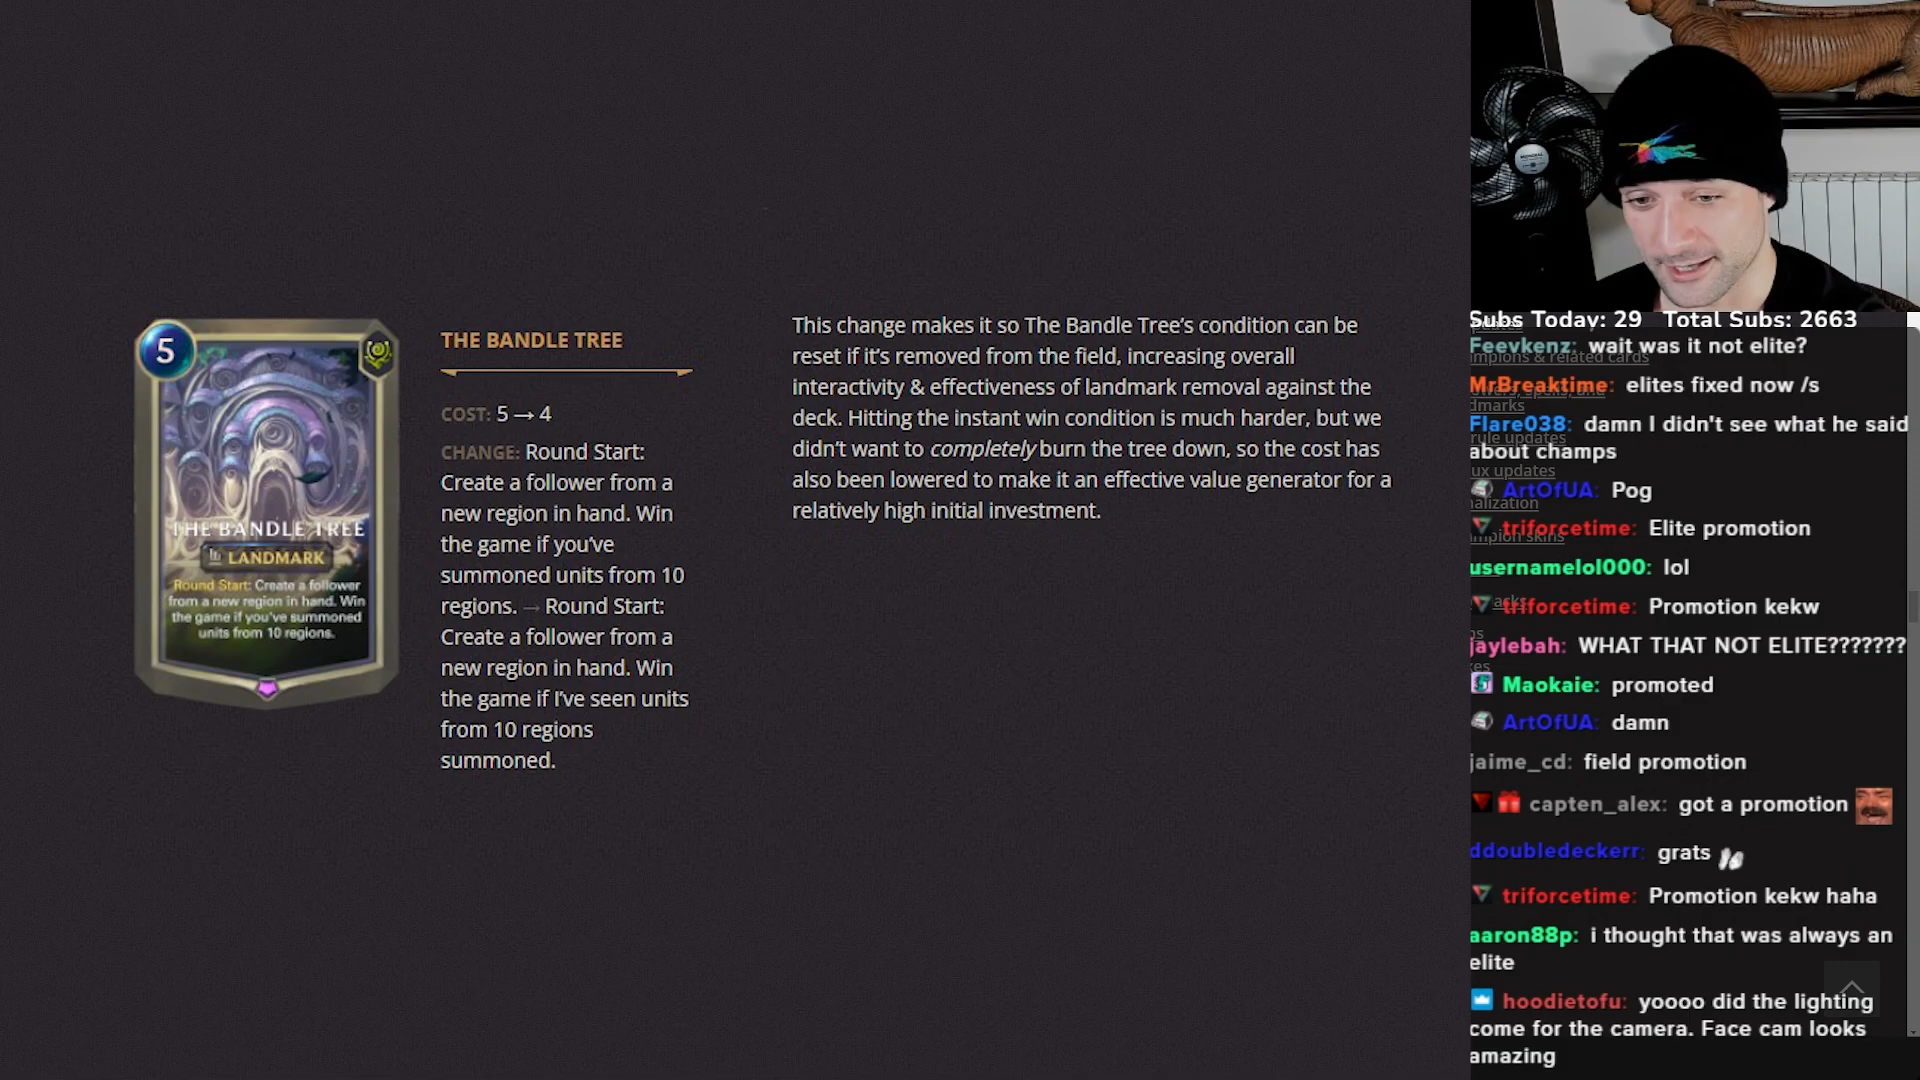 5
THE BANDLE TREE
LANDMARK
Round Start: Create a follower
from a new region in hand. Win
the game if you've summoned
units from 10 regions.
THE BANDLE TREE
COST: 5 → 4
CHANGE: Round Start:
Create a follower from a
new region in hand. Win
the game if you've
summoned units from 10
regions. → Round Start:
Create a follower from a
new region in hand. Win
the game if I've seen units
from 10 regions
summoned.
This change makes it so The Bandle Tree's condition can be
reset if it's removed from the field, increasing overall
interactivity & effectiveness of landmark removal against the
deck. Hitting the instant win condition is much harder, but we
didn't want to completely burn the tree down, so the cost has
also been lowered to make it an effective value generator for a
relatively high initial investment.
Subs Today: 29 Total Subs: 2663
Feevkenz: wait was it not elite?
MrBreaktime: elites fixed now /s
Flare038: damn I didn't see what he said
about champs
ArtOfUA: Pog
triforcetime: Elite promotion
usernamelol000: lol
triforcetime: Promotion kekw
jaylebah: WHAT THAT NOT ELITE???????
Maokaie: promoted
ArtOfUA: damn
jaime_cd: field promotion
capten_alex: got a promotion
ddoubledeckerr: grats
triforcetime: Promotion kekw haha
aaron88p: i thought that was always an
elite
hoodietofu: yoooo did the lighting
come for the camera. Face cam looks
amazing